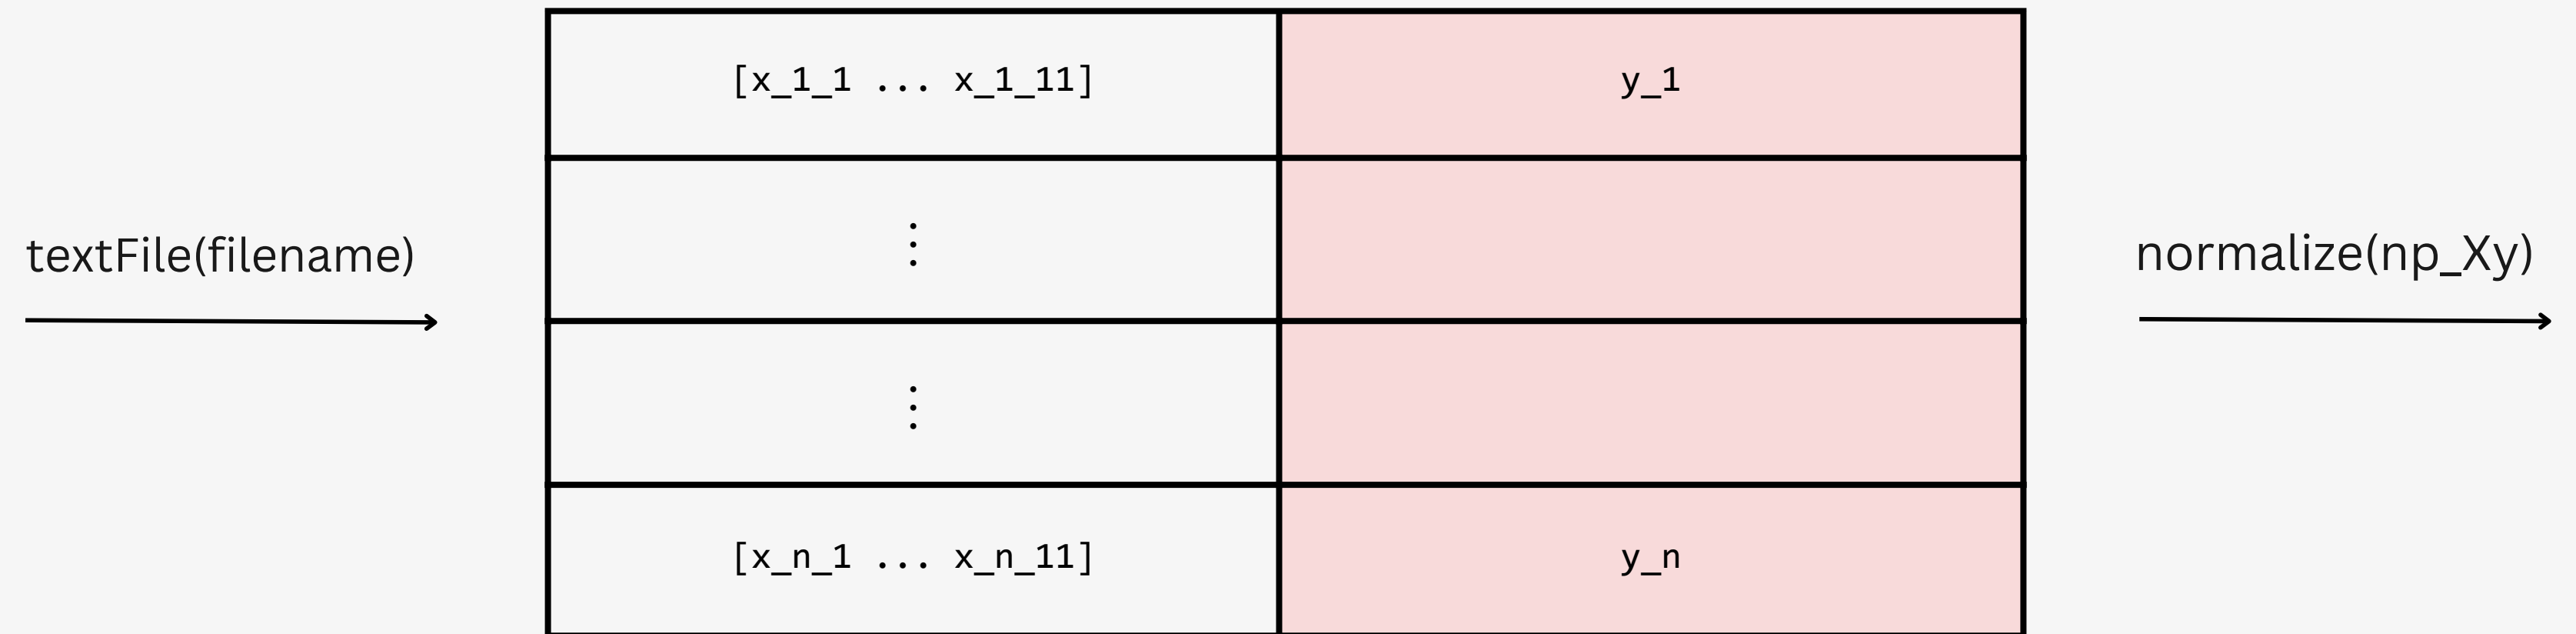 textFile(filename)
[x_1_1 ... x_1_11]
y_1
⋮
⋮
[x_n_1 ... x_n_11]
y_n
normalize(np_Xy)